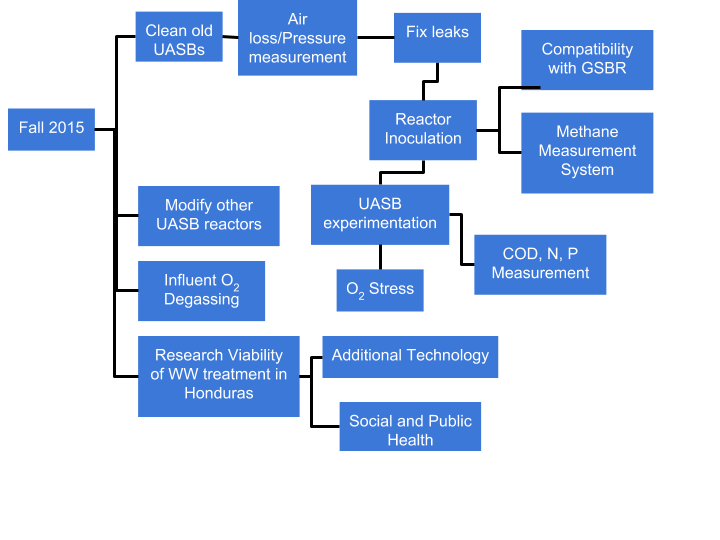 Fall 2015
Clean old
UASBs
Air
loss/Pressure
measurement
Fix leaks
Reactor
Inoculation
Compatibility
with GSBR
Methane
Measurement
System
UASB
experimentation
COD, N, P
Measurement
O₂ Stress
Modify other
UASB reactors
Influent O₂
Degassing
Research Viability
of WW treatment in
Honduras
Additional Technology
Social and Public
Health